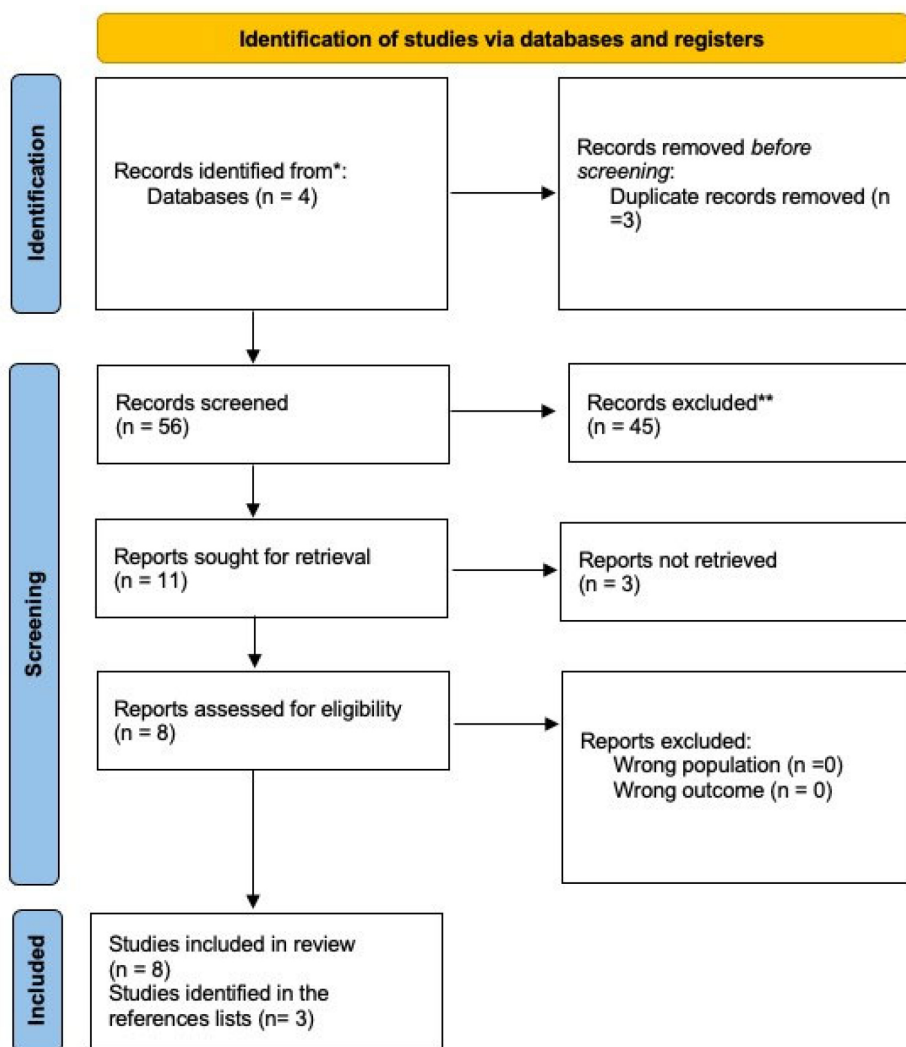 Identification of studies via databases and registers
Identification
Records identified from*:
Databases (n = 4)
Records removed before
screening:
Duplicate records removed (n
=3)
Screening
Records screened
(n = 56)
Records excluded**
(n = 45)
Reports sought for retrieval
(n = 11)
Reports not retrieved
(n = 3)
Reports assessed for eligibility
(n = 8)
Reports excluded:
Wrong population (n =0)
Wrong outcome (n = 0)
Included
Studies included in review
(n = 8)
Studies identified in the
references lists (n= 3)